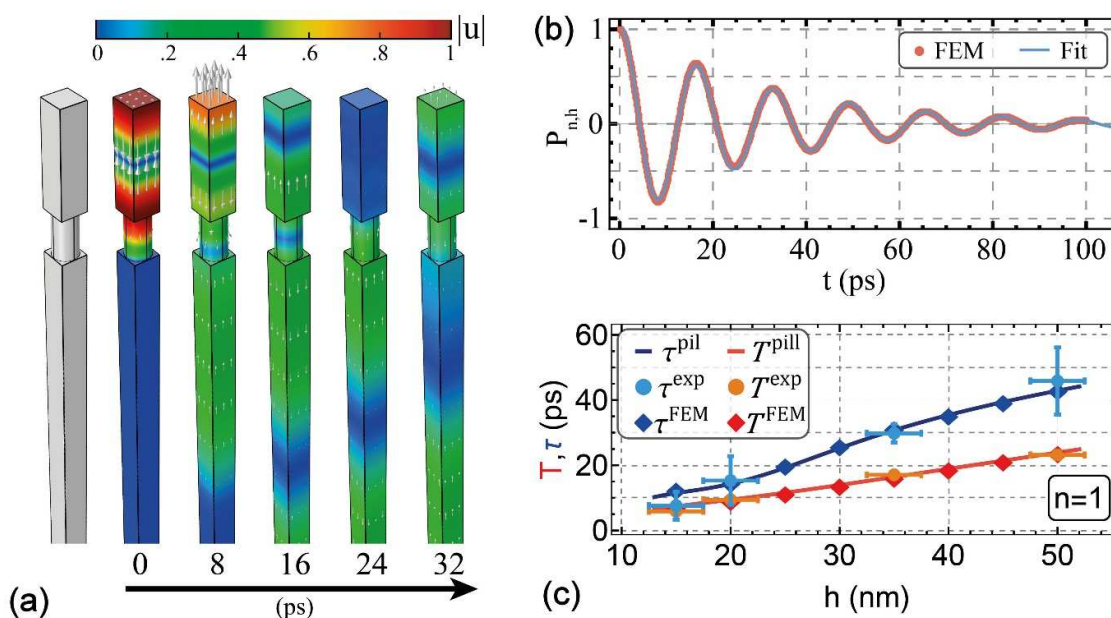 |u|
0 .2 .4 .6 .8 1
0 8 16 24 32
(ps)
(a)
(b)
1
0
-1
P_{n,h}
FEM Fit
0 20 40 60 80 100
t (ps)
60
40
20
0
T,τ (ps)
τ^{pil} T^{pill}
τ^{exp} T^{exp}
τ^{FEM} T^{FEM}
n=1
10 20 30 40 50
(c) h (nm)